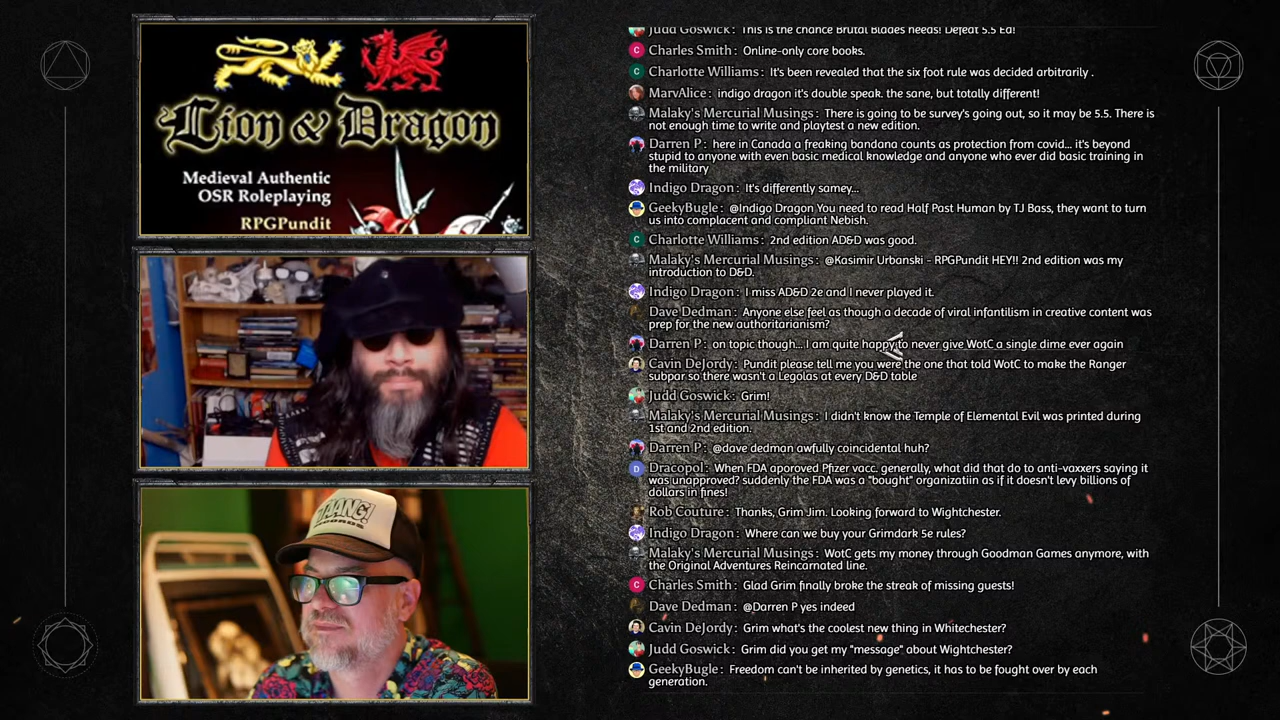 Lion & Dragon
Medieval Authentic
OSR Roleplaying
RPGPundit
Judd Goswick: This is the chance Brutal Blades needs! Defeat 5.5 Ed!
C Charles Smith: Online-only core books.
C Charlotte Williams: It's been revealed that the six foot rule was decided arbitrarily .
MarvAlice: indigo dragon it's double speak. the sane, but totally different!
Malaky's Mercurial Musings: There is going to be survey's going out, so it may be 5.5. There is
not enough time to write and playtest a new edition.
Darren P: here in Canada a freaking bandana counts as protection from covid... it's beyond
stupid to anyone with even basic medical knowledge and anyone who ever did basic training in
the military
Indigo Dragon: It's differently samey...
GeekyBugle: @Indigo Dragon You need to read Half Past Human by TJ Bass, they want to turn
us into complacent and compliant Nebish.
C Charlotte Williams: 2nd edition AD&D was good.
Malaky's Mercurial Musings: @Kasimir Urbanski - RPGPundit HEY!! 2nd edition was my
introduction to D&D.
Indigo Dragon: I miss AD&D 2e and I never played it.
Dave Dedman: Anyone else feel as though a decade of viral infantilism in creative content was
prep for the new authoritarianism?
Darren P: on topic though... I am quite happy to never give WotC a single dime ever again
Cavin DeJordy: Pundit please tell me you were the one that told WotC to make the Ranger
subpar so there wasn't a Legolas at every D&D table
Judd Goswick: Grim!
Malaky's Mercurial Musings: I didn't know the Temple of Elemental Evil was printed during
1st and 2nd edition.
Darren P: @dave dedman awfully coincidental huh?
D Dracopol: When FDA aporoved Pfizer vacc. generally, what did that do to anti-vaxxers saying it
was unapproved? suddenly the FDA was a "bought" organizatiin as if it doesn't levy billions of
dollars in fines!
Rob Couture: Thanks, Grim Jim. Looking forward to Wightchester.
Indigo Dragon: Where can we buy your Grimdark 5e rules?
Malaky's Mercurial Musings: WotC gets my money through Goodman Games anymore, with
the Original Adventures Reincarnated line.
C Charles Smith: Glad Grim finally broke the streak of missing guests!
Dave Dedman: @Darren P yes indeed
Cavin DeJordy: Grim what's the coolest new thing in Whitechester?
Judd Goswick: Grim did you get my "message" about Wightchester?
GeekyBugle: Freedom can't be inherited by genetics, it has to be fought over by each
generation.